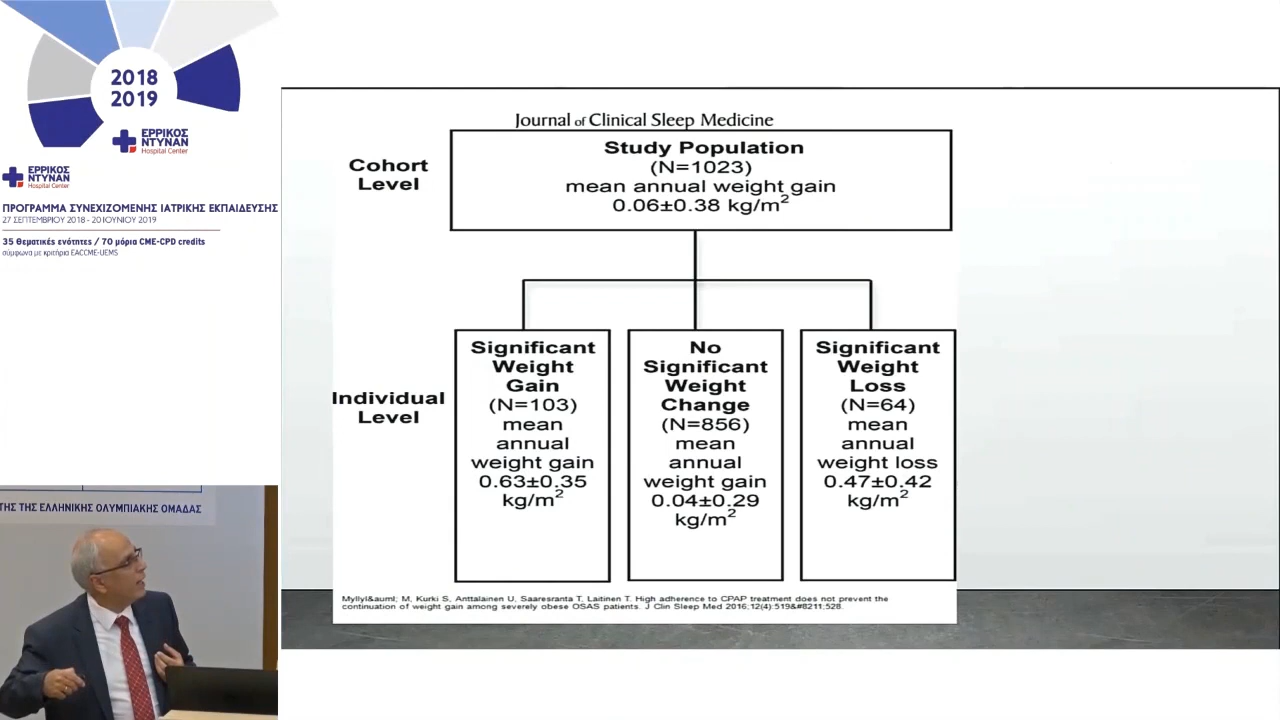 2018
2019
ΕΡΡΙΚΟΣ
ΝΤΥΝΑΝ
Hospital Center
ΕΡΡΙΚΟΣ
ΝΤΥΝΑΝ
Hospital Center
ΠΡΟΓΡΑΜΜΑ ΣΥΝΕΧΙΖΟΜΕΝΗΣ ΙΑΤΡΙΚΗΣ ΕΚΠΑΙΔΕΥΣΗΣ
27 ΣΕΠΤΕΜΒΡΙΟΥ 2018 - 20 ΙΟΥΝΙΟΥ 2019
35 Θεματικές ενότητες / 70 μόρια CME-CPD credits
σύμφωνα με κριτήρια EACCME-UEMS
ΤΗΣ ΤΗΣ ΕΛΛΗΝΙΚΗΣ ΟΛΥΜΠΙΑΚΗΣ ΟΜΑΔΑΣ
Journal of Clinical Sleep Medicine
Cohort
Level
Study Population
(N=1023)
mean annual weight gain
0.06±0.38 kg/m²
Individual
Level
Significant
Weight
Gain
(N=103)
mean
annual
weight gain
0.63±0.35
kg/m²
No
Significant
Weight
Change
(N=856)
mean
annual
weight gain
0.04±0.29
kg/m²
Significant
Weight
Loss
(N=64)
mean
annual
weight loss
0.47±0.42
kg/m²
Myllyl&auml; M, Kurki S, Anttalainen U, Saaresranta T, Laitinen T. High adherence to CPAP treatment does not prevent the
continuation of weight gain among severely obese OSAS patients. J Clin Sleep Med 2016;12(4):519&#8211;528.